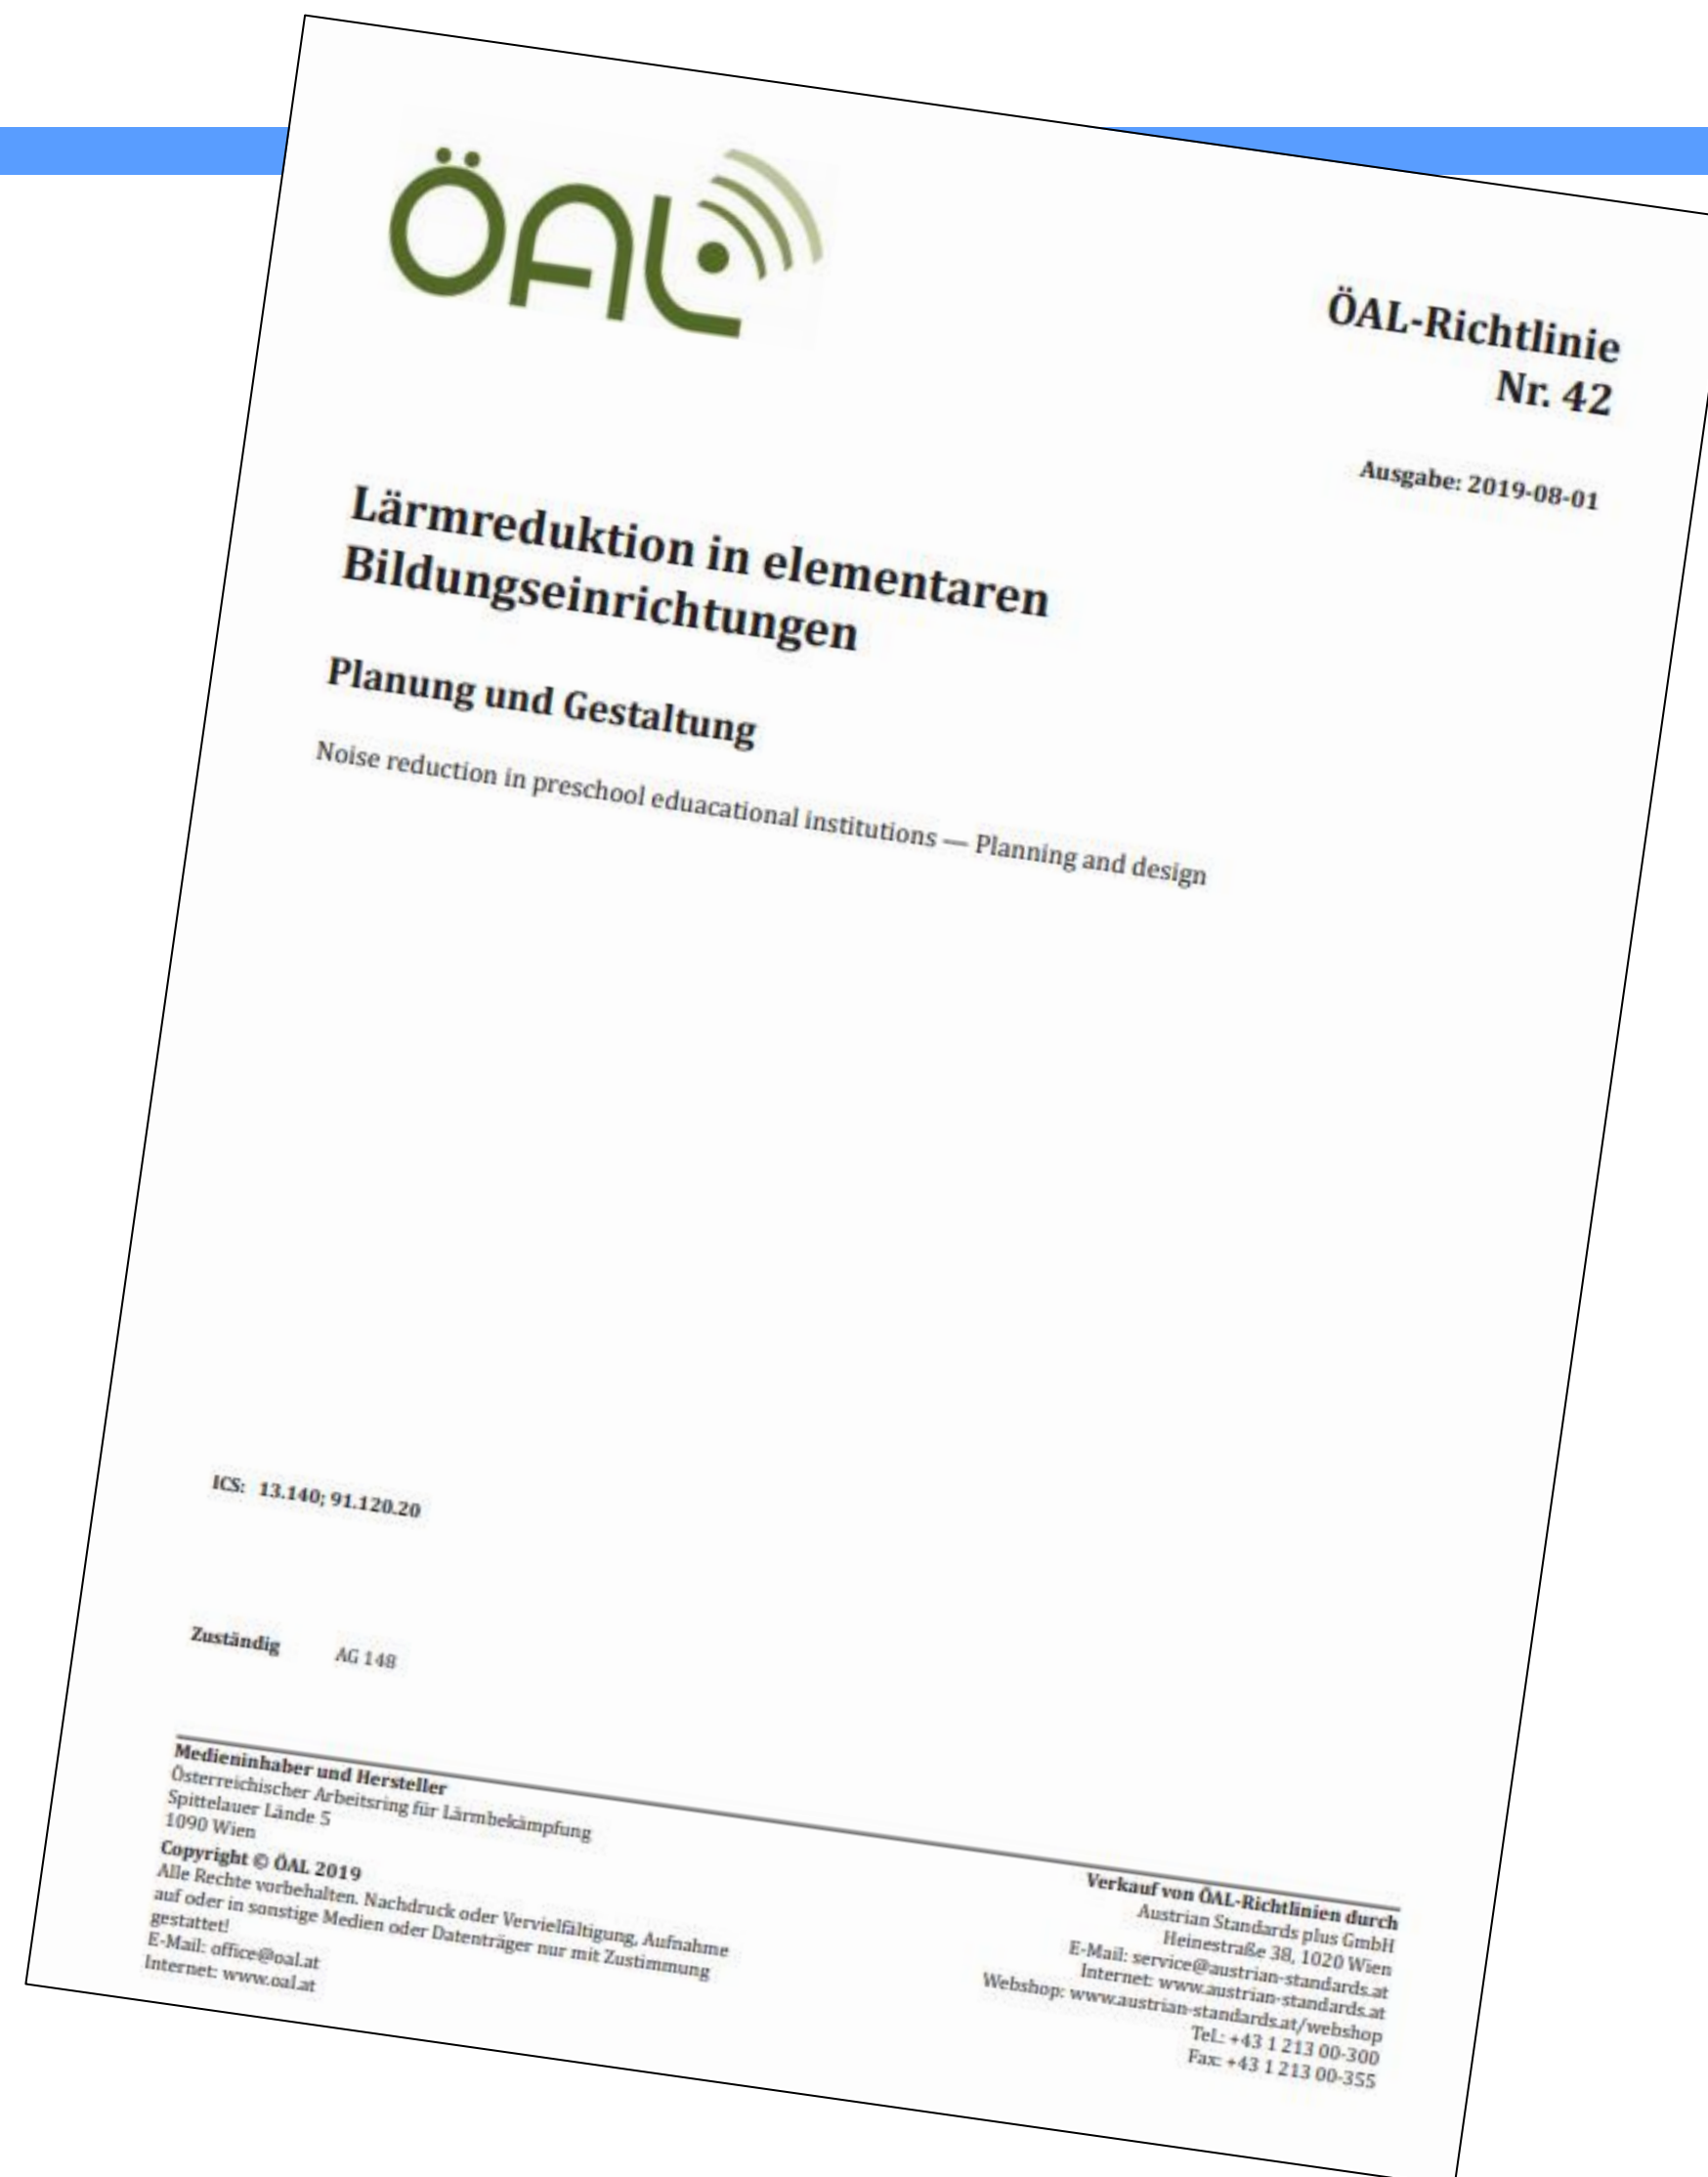 ÖAL
ÖAL-Richtlinie
Nr. 42
Ausgabe: 2019-08-01
Lärmreduktion in elementaren
Bildungseinrichtungen
Planung und Gestaltung
Noise reduction in preschool eduacational institutions — Planning and design
ICS: 13.140; 91.120.20
Zuständig AG 148
Medieninhaber und Hersteller
Österreichischer Arbeitsring für Lärmbekämpfung
Spittelauer Lände 5
1090 Wien
Copyright © ÖAL 2019
Alle Rechte vorbehalten. Nachdruck oder Vervielfältigung, Aufnahme
auf oder in sonstige Medien oder Datenträger nur mit Zustimmung
gestattet!
E-Mail: office@oal.at
Internet: www.oal.at
Verkauf von ÖAL-Richtlinien durch
Austrian Standards plus GmbH
Heinestraße 38, 1020 Wien
E-Mail: service@austrian-standards.at
Internet: www.austrian-standards.at
Webshop: www.austrian-standards.at/webshop
Tel.: +43 1 213 00-300
Fax: +43 1 213 00-355